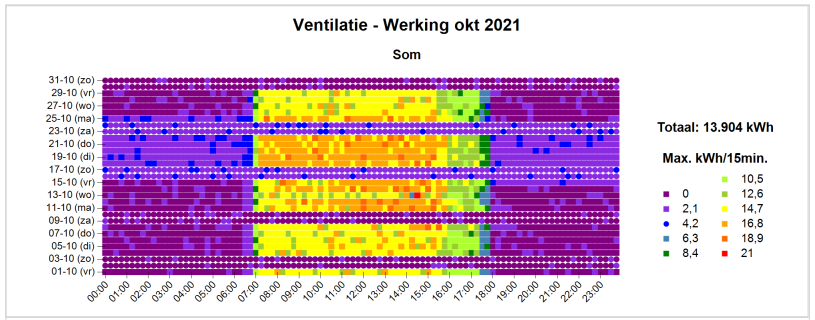 Ventilatie - Werking okt 2021
Som
31-10 (zo)
29-10 (vr)
27-10 (wo)
25-10 (ma)
23-10 (za)
21-10 (do)
19-10 (di)
17-10 (zo)
15-10 (vr)
13-10 (wo)
11-10 (ma)
09-10 (za)
07-10 (do)
05-10 (di)
03-10 (zo)
01-10 (vr)
00:00
01:00
02:00
03:00
04:00
05:00
06:00
07:00
08:00
09:00
10:00
11:00
12:00
13:00
14:00
15:00
16:00
17:00
18:00
19:00
20:00
21:00
22:00
23:00
Totaal: 13.904 kWh
Max. kWh/15min.
0
2,1
4,2
6,3
8,4
10,5
12,6
14,7
16,8
18,9
21